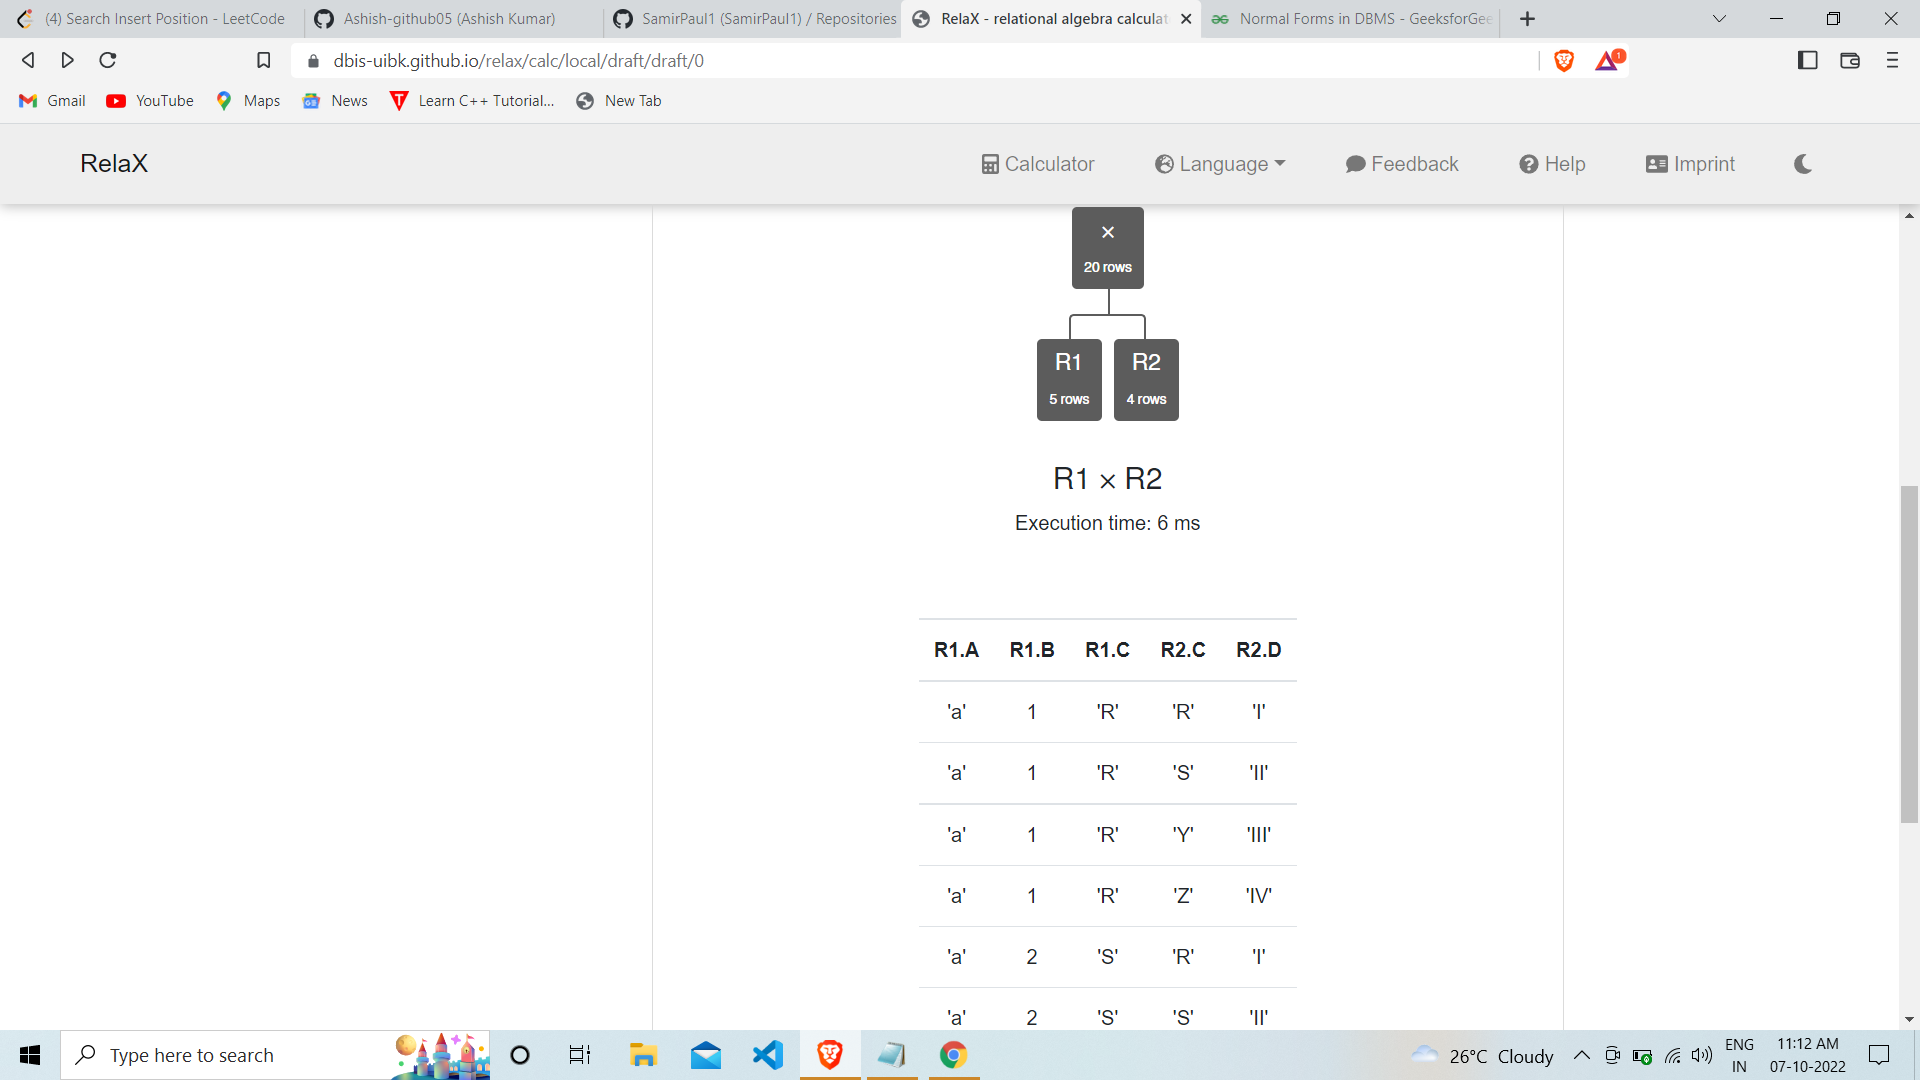 (4) Search Insert Position - LeetCode
Ashish-github05 (Ashish Kumar)
SamirPaul1 (SamirPaul1) / Repositories
RelaX - relational algebra calculat
Normal Forms in DBMS - GeeksforGee
dbis-uibk.github.io/relax/calc/local/draft/draft/0
1
Gmail
YouTube
Maps
News
Learn C++ Tutorial...
New Tab
RelaX
Calculator
Language
Feedback
Help
Imprint
×
20 rows
R1
5 rows
R2
4 rows
R1 × R2
Execution time: 6 ms
R1.A R1.B R1.C R2.C R2.D
'a' 1 'R' 'R' 'I'
'a' 1 'R' 'S' 'II'
'a' 1 'R' 'Y' 'III'
'a' 1 'R' 'Z' 'IV'
'a' 2 'S' 'R' 'I'
'a' 2 'S' 'S' 'II'
Type here to search
26°C Cloudy
ENG
IN
11:12 AM
07-10-2022